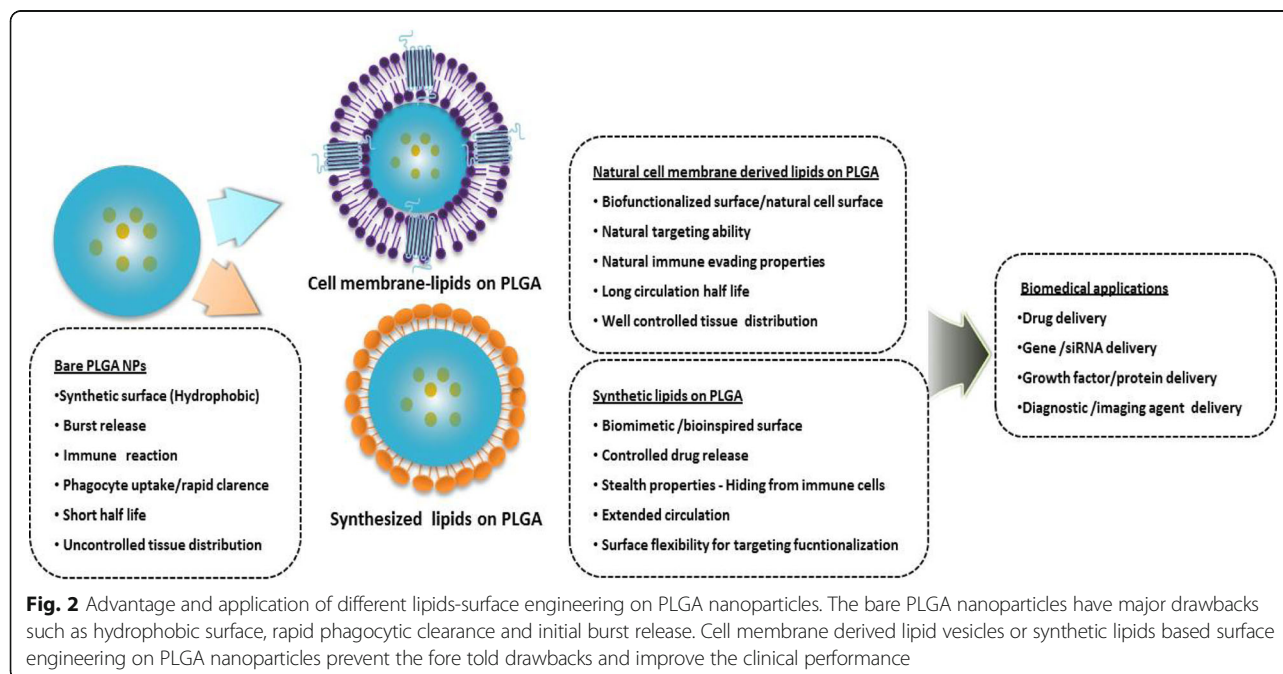 Cell membrane-lipids on PLGA
Synthesized lipids on PLGA
Bare PLGA NPs
•Synthetic surface (Hydrophobic)
• Burst release
• Immune reaction
• Phagocyte uptake/rapid clarence
• Short half life
• Uncontrolled tissue distribution
Natural cell membrane derived lipids on PLGA
• Biofunctionalized surface/natural cell surface
• Natural targeting ability
• Natural immune evading properties
• Long circulation half life
• Well controlled tissue distribution
Synthetic lipids on PLGA
• Biomimetic /bioinspired surface
• Controlled drug release
• Stealth properties - Hiding from immune cells
• Extended circulation
• Surface flexibility for targeting fucntionalization
Biomedical applications
•Drug delivery
•Gene /siRNA delivery
•Growth factor/protein delivery
•Diagnostic /imaging agent delivery
Fig. 2 Advantage and application of different lipids-surface engineering on PLGA nanoparticles. The bare PLGA nanoparticles have major drawbacks
such as hydrophobic surface, rapid phagocytic clearance and initial burst release. Cell membrane derived lipid vesicles or synthetic lipids based surface
engineering on PLGA nanoparticles prevent the fore told drawbacks and improve the clinical performance